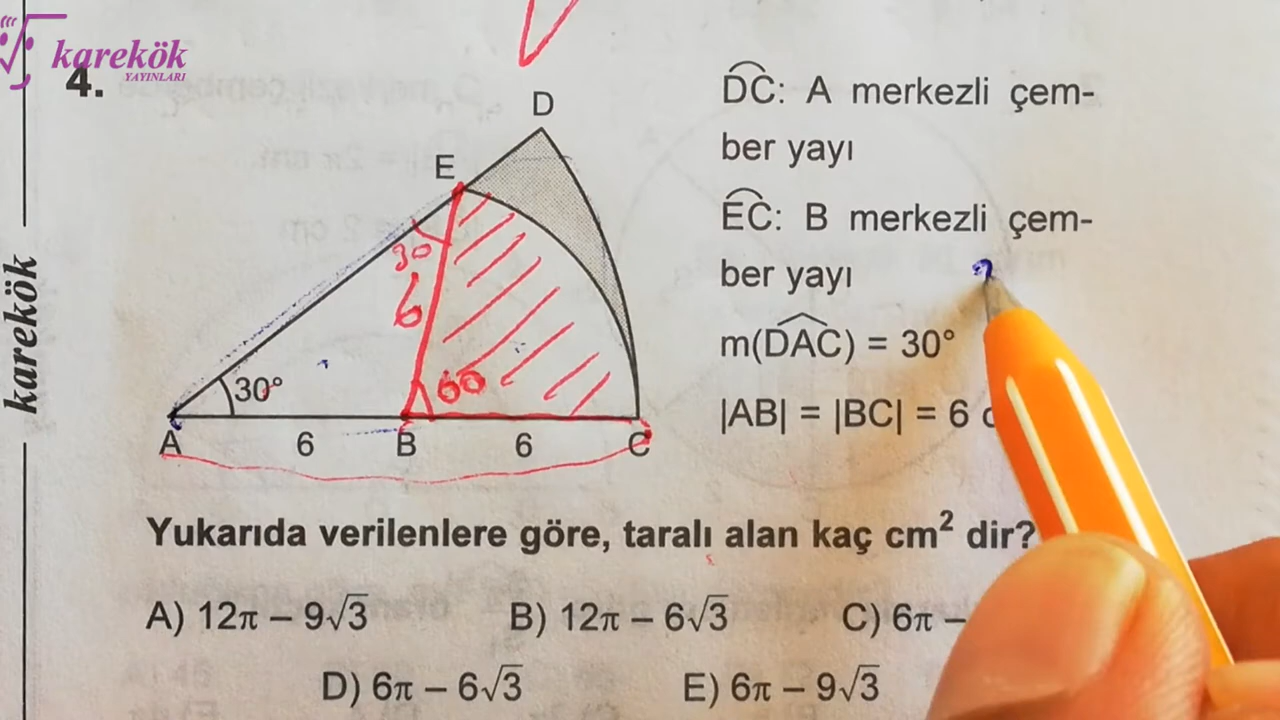 karekök
YAYINLARI
4.
D
E
30
6
60
30°
A
6
B
6
C
DC: A merkezli çem-
ber yayı
EC: B merkezli çem-
ber yayı
m(DAC) = 30°
|AB| = |BC| = 6 c
Yukarıda verilenlere göre, taralı alan kaç cm² dir?
A) 12π – 9√3
B) 12π – 6√3
C) 6π –
D) 6π – 6√3
E) 6π – 9√3
karekök